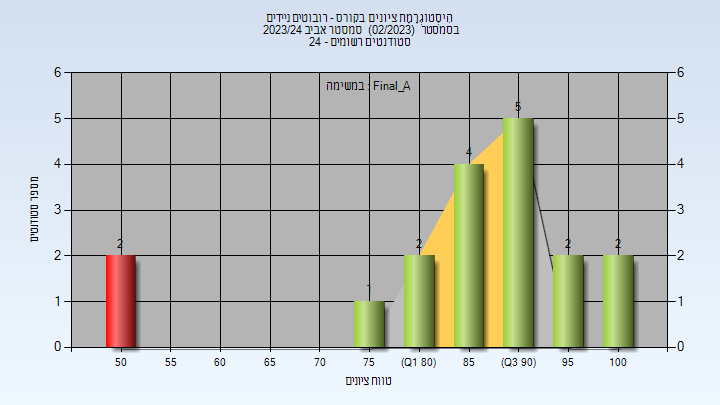 היסטוגרמת ציונים בקורס - רובוטים ניידים
בסמסטר (02/2023) סמסטר אביב 2023/24
סטודנטים רשומים - 24
במשימה : Final_A
6 6
5 5 5
4 4 4
3 3
2 2 2 2 2 2
1 1 1
0 0
50 55 60 65 70 75 (Q1 80) 85 (Q3 90) 95 100
מספר סטודנטים
טווח ציונים